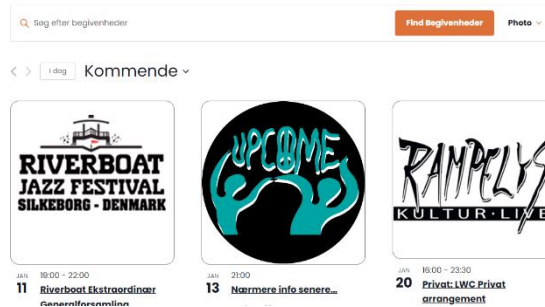 Søg efter begivenheder
Find Begivenheder
Photo
I dag
Kommende
RIVERBOAT
JAZZ FESTIVAL
SILKEBORG - DENMARK
UPCOME
RAMPELYS
KULTUR·LIVE
JAN
11
19:00 - 22:00
Riverboat Ekstraordinær
Generalforsamling
JAN
13
21:00
Nærmere info senere...
JAN
20
16:00 - 23:30
Privat: LWC Privat
arrangement